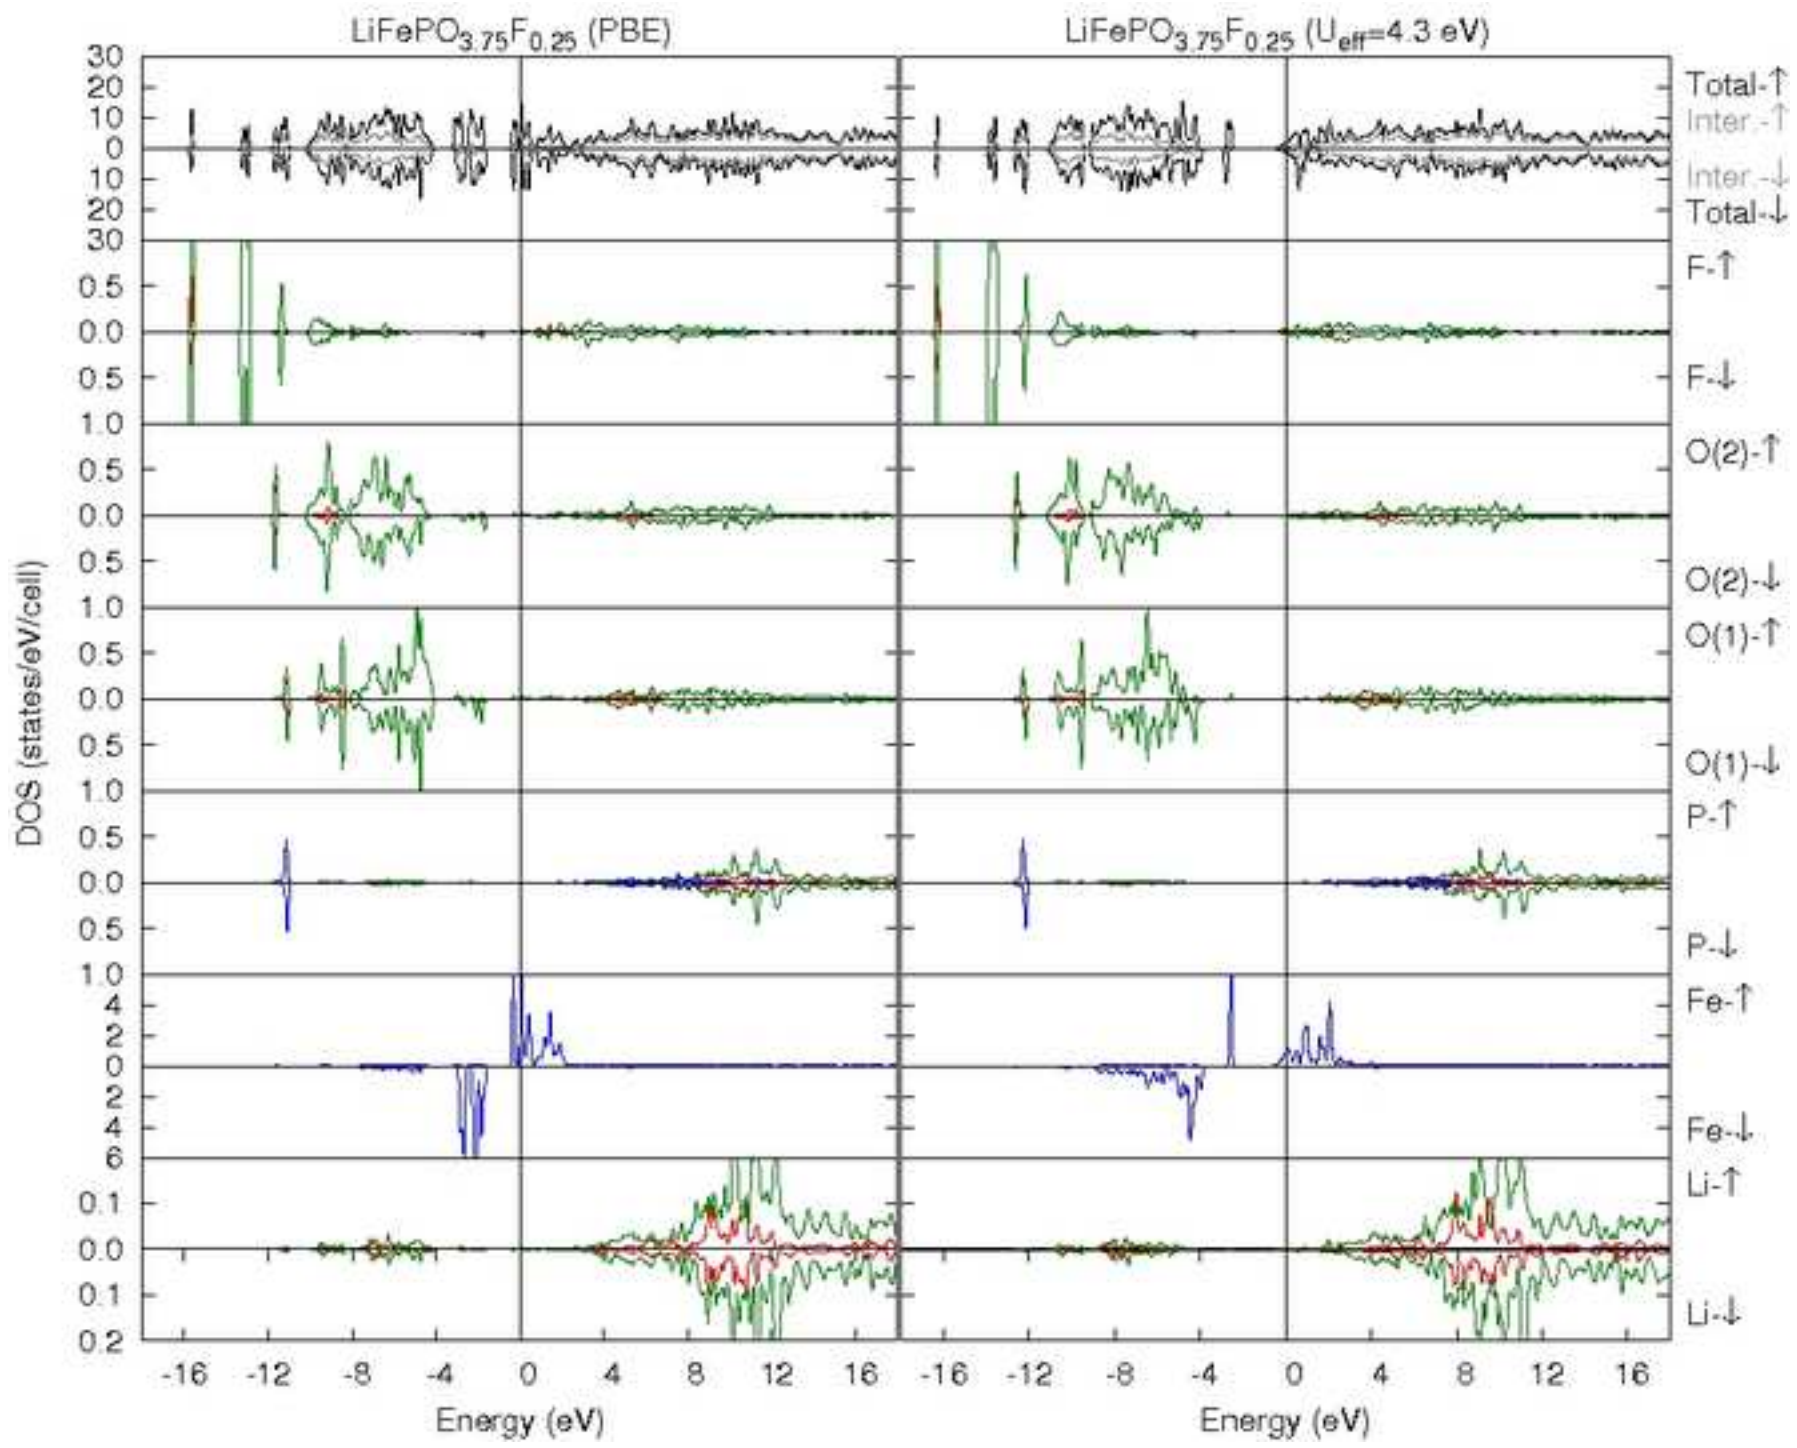 LiFePO3.75F0.25 (PBE)
LiFePO3.75F0.25 (Ueff=4.3 eV)
30
20
10
0
10
20
30
Total-↑
Inter.-↑
Inter.-↓
Total-↓
0.5
0.0
0.5
1.0
F-↑
F-↓
0.5
0.0
0.5
1.0
O(2)-↑
O(2)-↓
0.5
0.0
0.5
1.0
O(1)-↑
O(1)-↓
0.5
0.0
0.5
1.0
P-↑
P-↓
4
2
0
2
4
6
Fe-↑
Fe-↓
0.1
0.0
0.1
0.2
Li-↑
Li-↓
DOS (states/eV/cell)
-16 -12 -8 -4 0 4 8 12 16
-16 -12 -8 -4 0 4 8 12 16
Energy (eV)
Energy (eV)